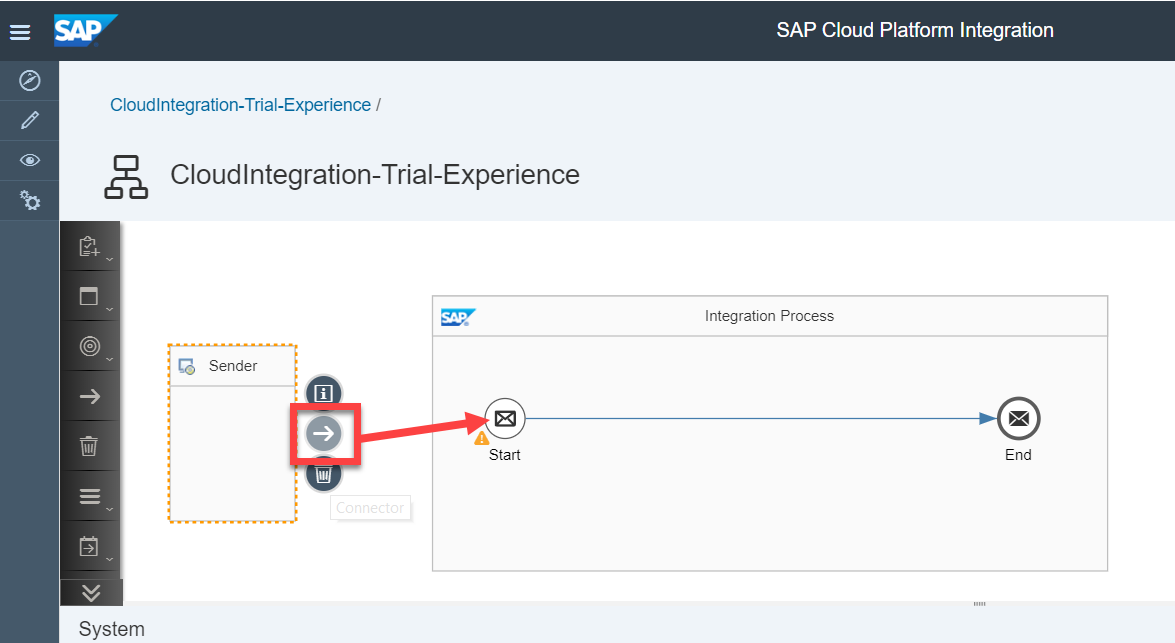 SAP
SAP Cloud Platform Integration
CloudIntegration-Trial-Experience /
CloudIntegration-Trial-Experience
SAP
Integration Process
Sender
Start
End
Connector
System